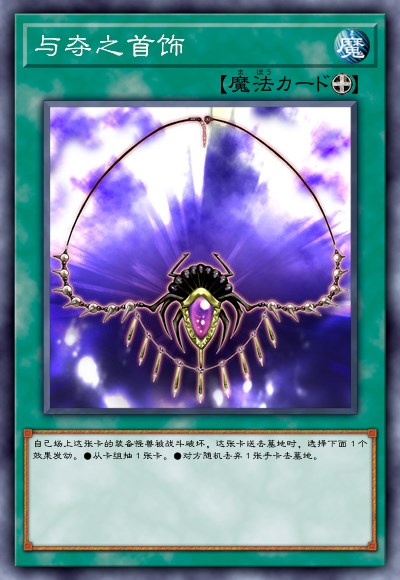 与夺之首饰
魔
【魔法カード】
まほう
自己场上这张卡的装备怪兽被战斗破坏，这张卡送去墓地时，选择下面1个
效果发动。●从卡组抽1张卡。●对方随机丢弃1张手卡去墓地。